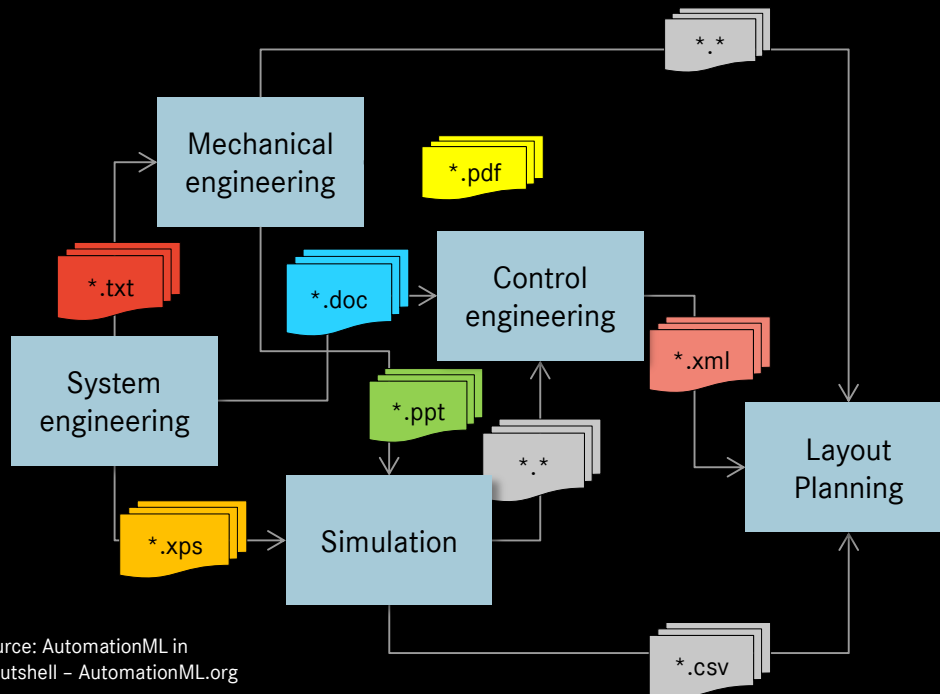 *.*
Mechanical
engineering
*.pdf
*.txt
*.doc
Control
engineering
*.xml
System
engineering
*.ppt
*.*
Layout
Planning
*.xps
Simulation
urce: AutomationML in
utshell – AutomationML.org
*.csv